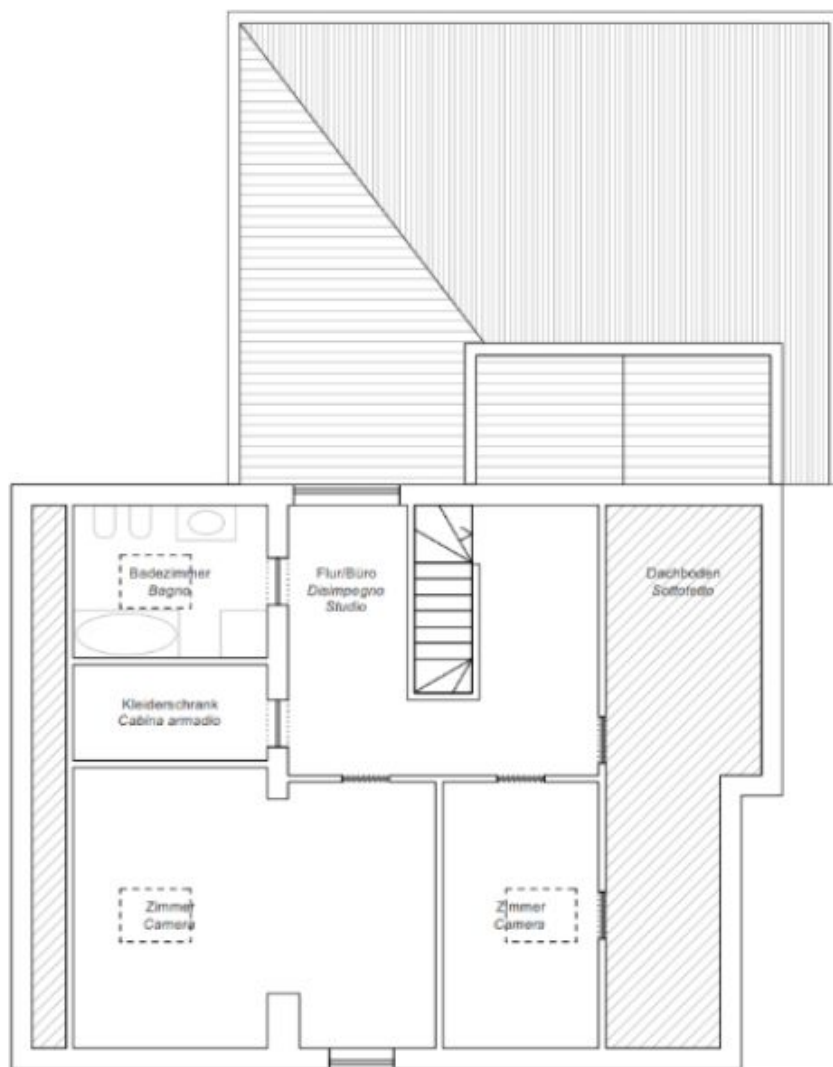 Badezimmer
Bagno
Flur/Büro
Disimpegno
Studio
Dachboden
Sottotetto
Kleiderschrank
Cabina armadio
Zimmer
Camera
Zimmer
Camera